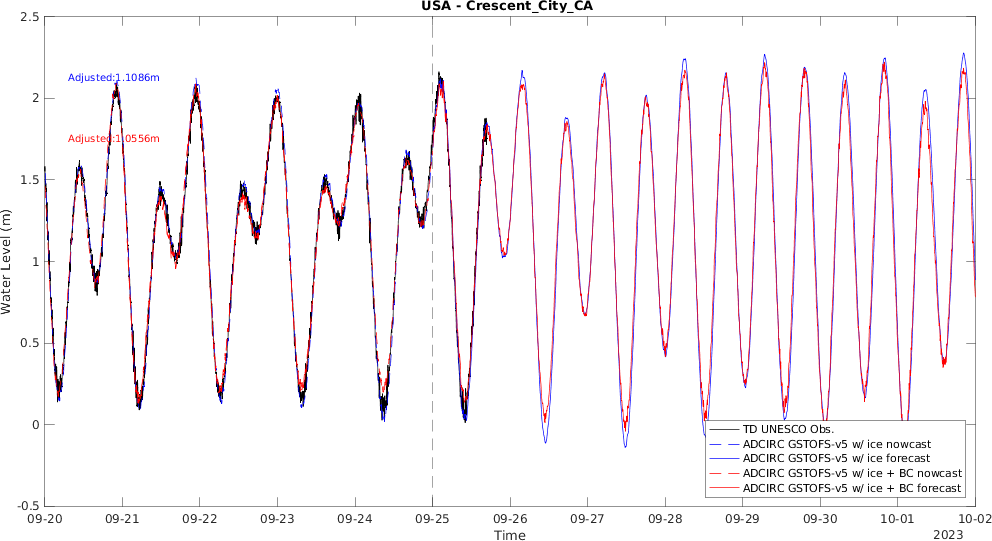 USA - Crescent_City_CA
2.5
2
1.5
1
0.5
0
-0.5
Water Level (m)
Adjusted:1.1086m
Adjusted:1.0556m
TD UNESCO Obs.
ADCIRC GSTOFS-v5 w/ ice nowcast
ADCIRC GSTOFS-v5 w/ ice forecast
ADCIRC GSTOFS-v5 w/ ice + BC nowcast
ADCIRC GSTOFS-v5 w/ ice + BC forecast
09-20 09-21 09-22 09-23 09-24 09-25 09-26 09-27 09-28 09-29 09-30 10-01 10-02
Time
2023